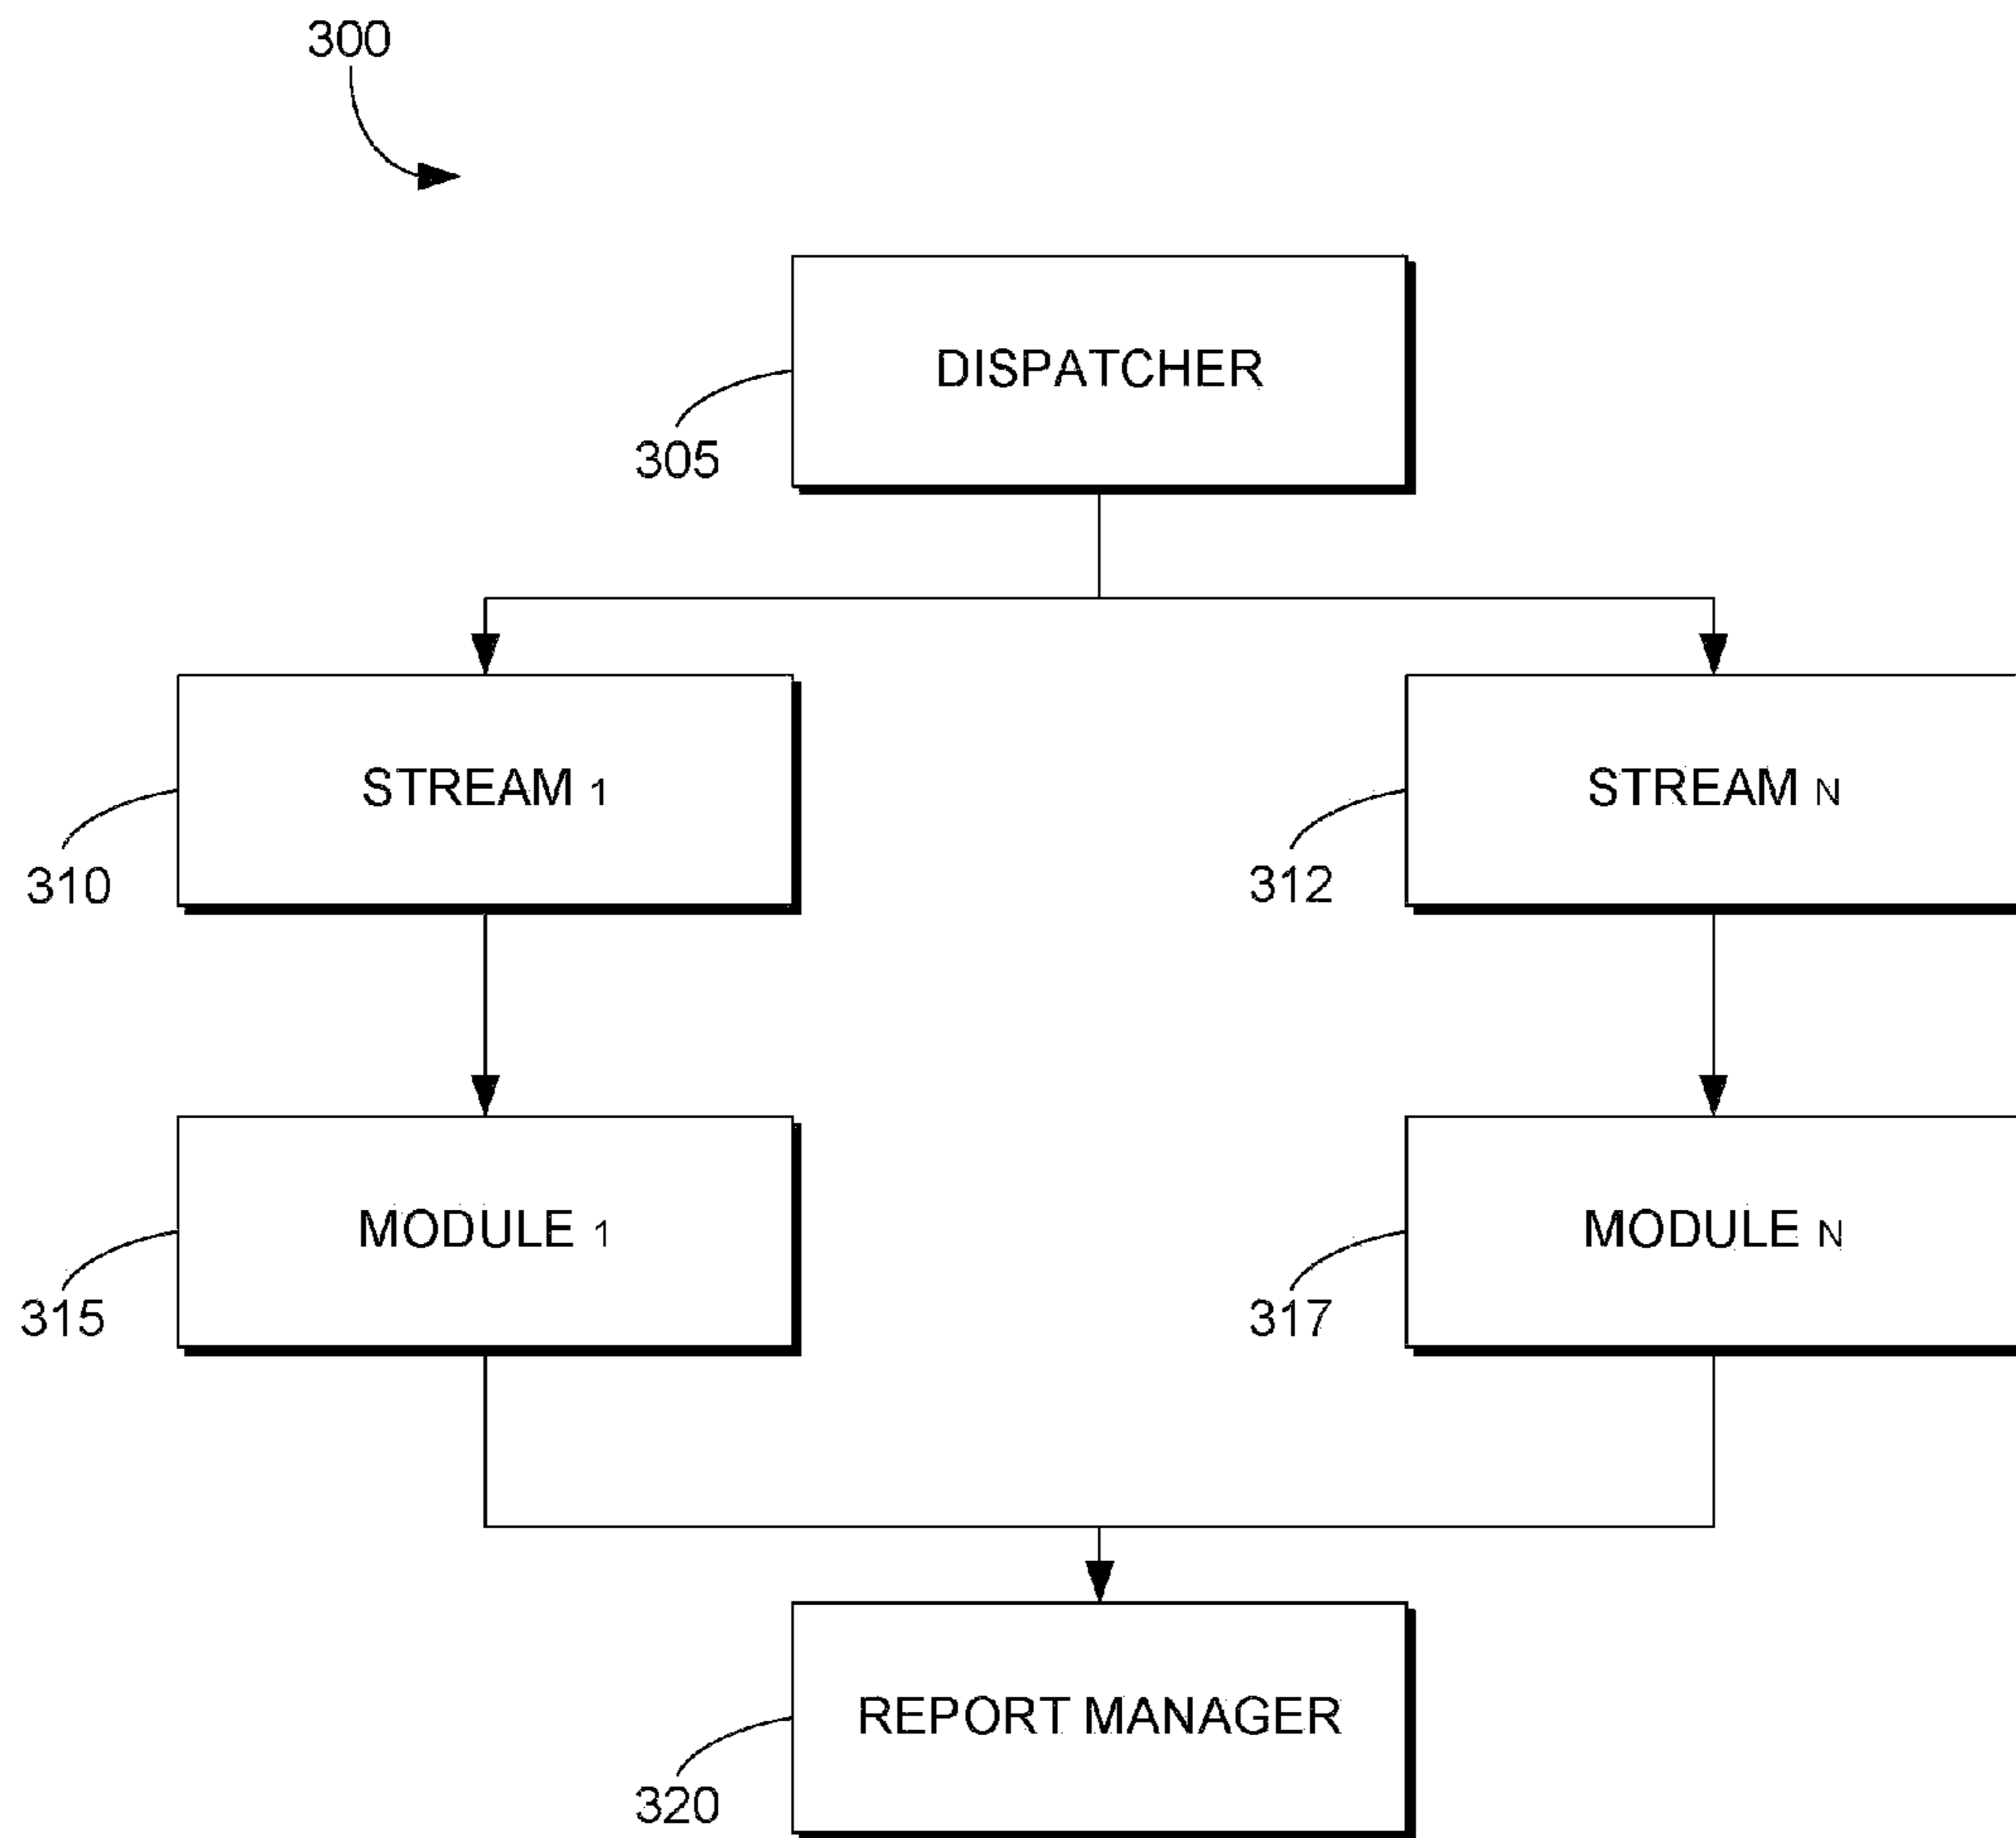 300
DISPATCHER
305
STREAM 1
STREAM N
310
312
MODULE 1
MODULE N
315
317
REPORT MANAGER
320